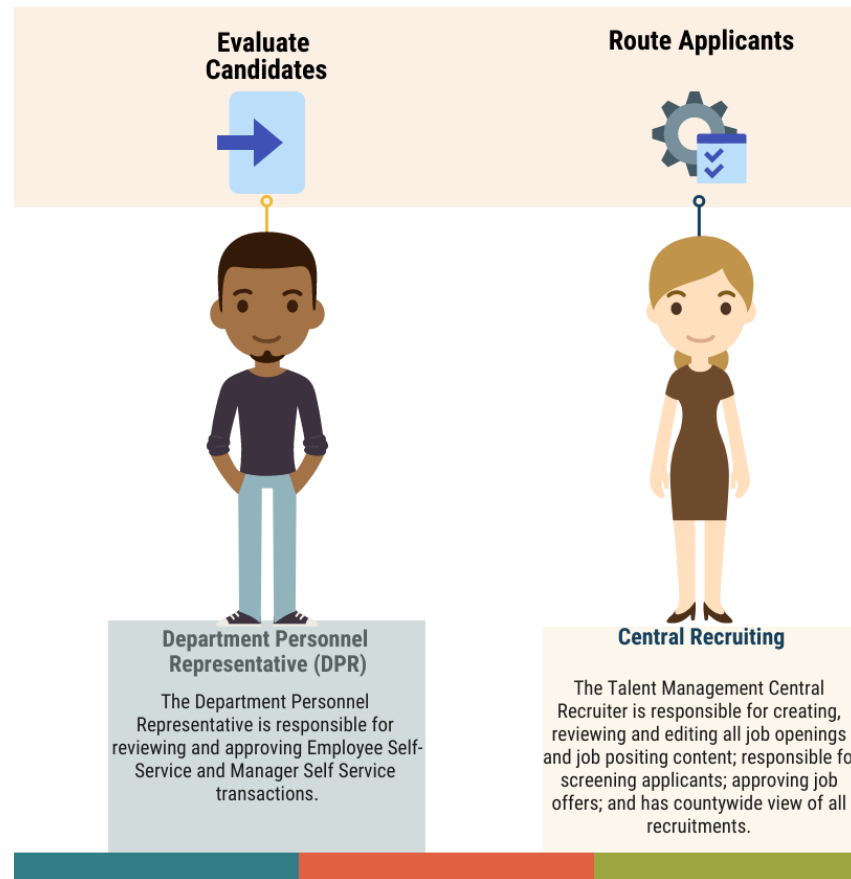 Evaluate
Candidates
Route Applicants
Department Personnel
Representative (DPR)
The Department Personnel
Representative is responsible for
reviewing and approving Employee Self-
Service and Manager Self Service
transactions.
Central Recruiting
The Talent Management Central
Recruiter is responsible for creating,
reviewing and editing all job openings
and job positing content; responsible fo
screening applicants; approving job
offers; and has countywide view of all
recruitments.